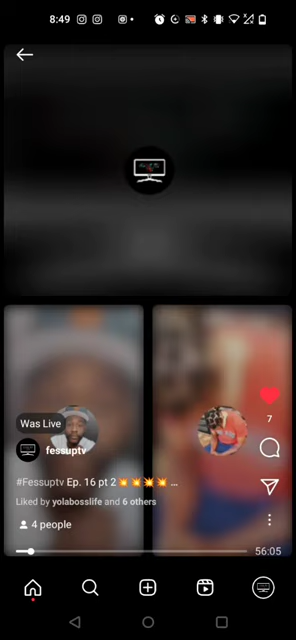 8:49
Was Live
fessuptv
7
#Fessuptv Ep. 16 pt 2💥💥💥💥 ...
Liked by yolabosslife and 6 others
4 people
56:05